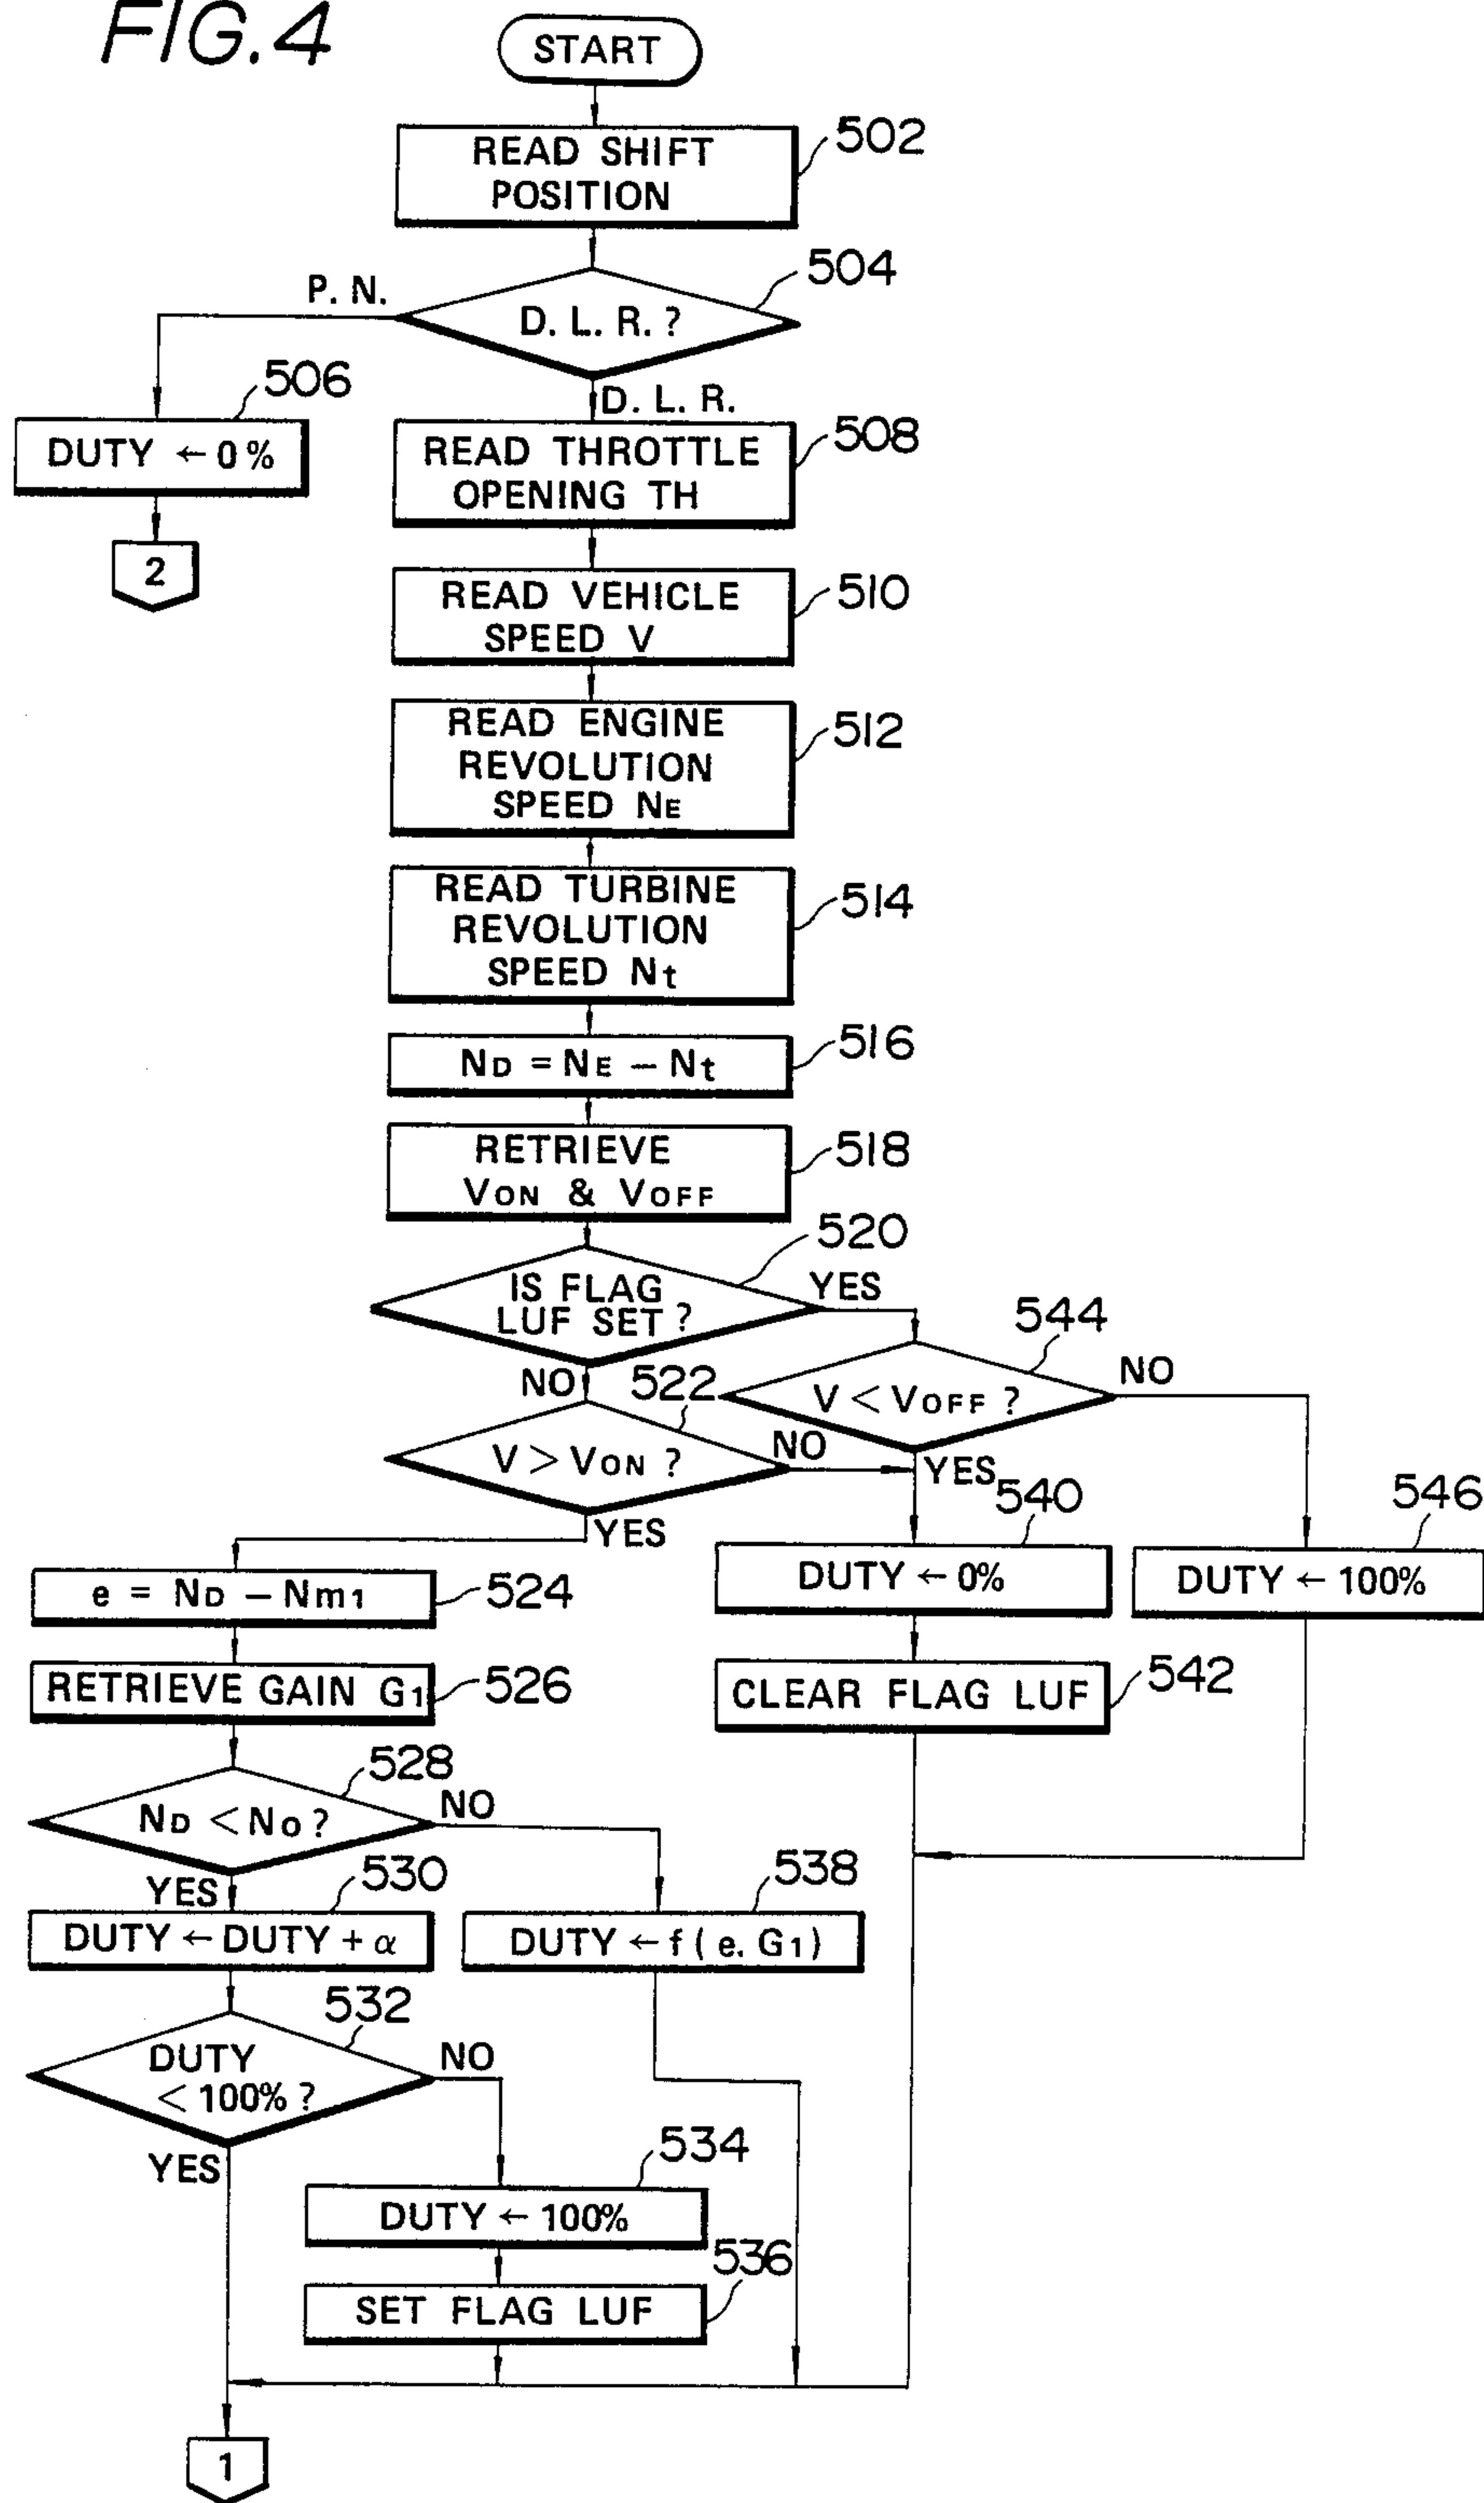 FIG. 4
START
READ SHIFT
POSITION
502
504
P. N.
D. L. R. ?
506
D. L. R.
DUTY ← 0%
READ THROTTLE
OPENING TH
508
2
READ VEHICLE
SPEED V
510
READ ENGINE
REVOLUTION
SPEED NE
512
READ TURBINE
REVOLUTION
SPEED Nt
514
ND = NE - Nt
516
RETRIEVE
VON & VOFF
518
520
IS FLAG
LUF SET ?
YES
544
NO
522
V < VOFF ?
NO
V > VON ?
NO
YES
540
546
YES
e = ND - Nm1
524
DUTY ← 0%
DUTY ← 100%
RETRIEVE GAIN G1
526
CLEAR FLAG LUF
542
528
ND < N0 ?
NO
YES
530
538
DUTY ← DUTY + α
DUTY ← f ( e. G1 )
532
DUTY
< 100% ?
NO
YES
534
DUTY ← 100%
536
SET FLAG LUF
1